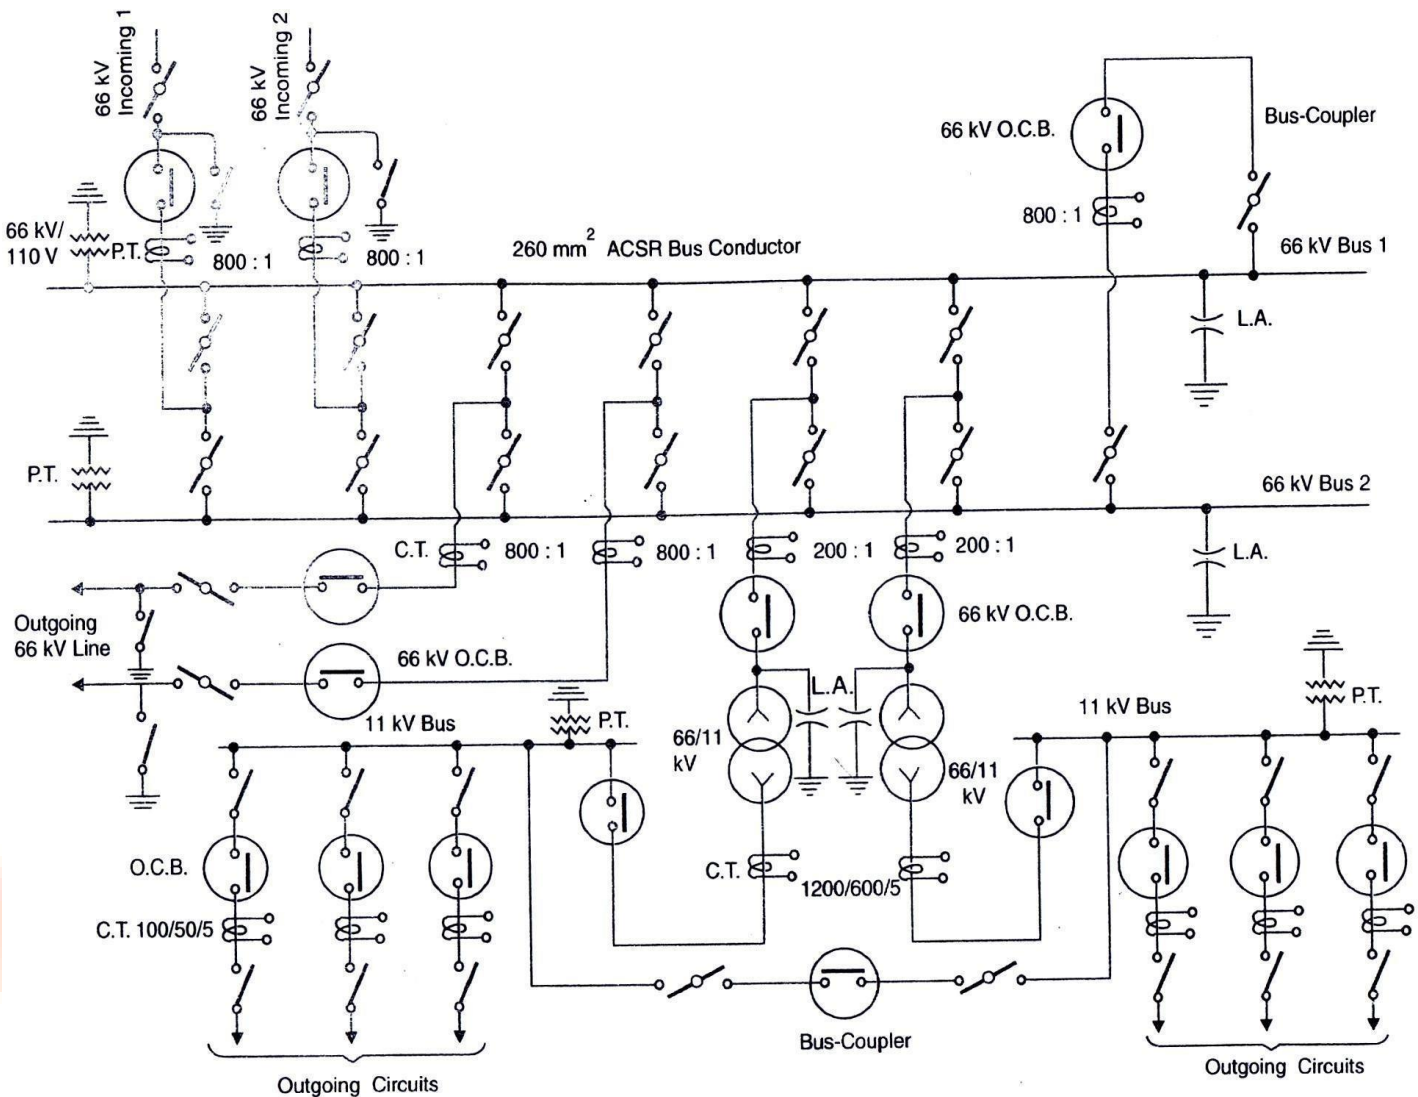 66 kV
Incoming 1
66 kV
Incoming 2
66 kV O.C.B.
Bus-Coupler
800 : 1
66 kV/
110 V
P.T.
800 : 1
800 : 1
260 mm² ACSR Bus Conductor
66 kV Bus 1
L.A.
P.T.
66 kV Bus 2
C.T.
800 : 1
800 : 1
200 : 1
200 : 1
L.A.
Outgoing
66 kV Line
66 kV O.C.B.
66 kV O.C.B.
L.A.
11 kV Bus
P.T.
66/11
kV
66/11
kV
11 kV Bus
P.T.
O.C.B.
C.T.
1200/600/5
C.T. 100/50/5
Bus-Coupler
Outgoing Circuits
Outgoing Circuits